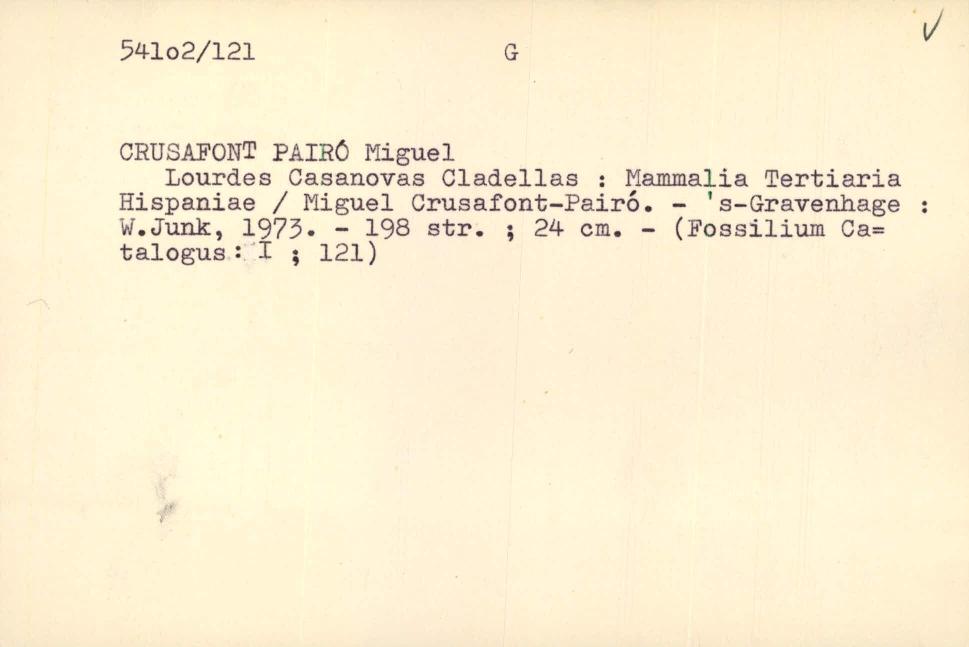 541o2/121 G
CRUSAFONT PAIRÓ Miguel
Lourdes Casanovas Cladellas : Mammalia Tertiaria
Hispaniae / Miguel Crusafont-Pairó. - 's-Gravenhage :
W.Junk, 1973. - 198 str. ; 24 cm. - (Fossilium Ca=
talogus: I ; 121)